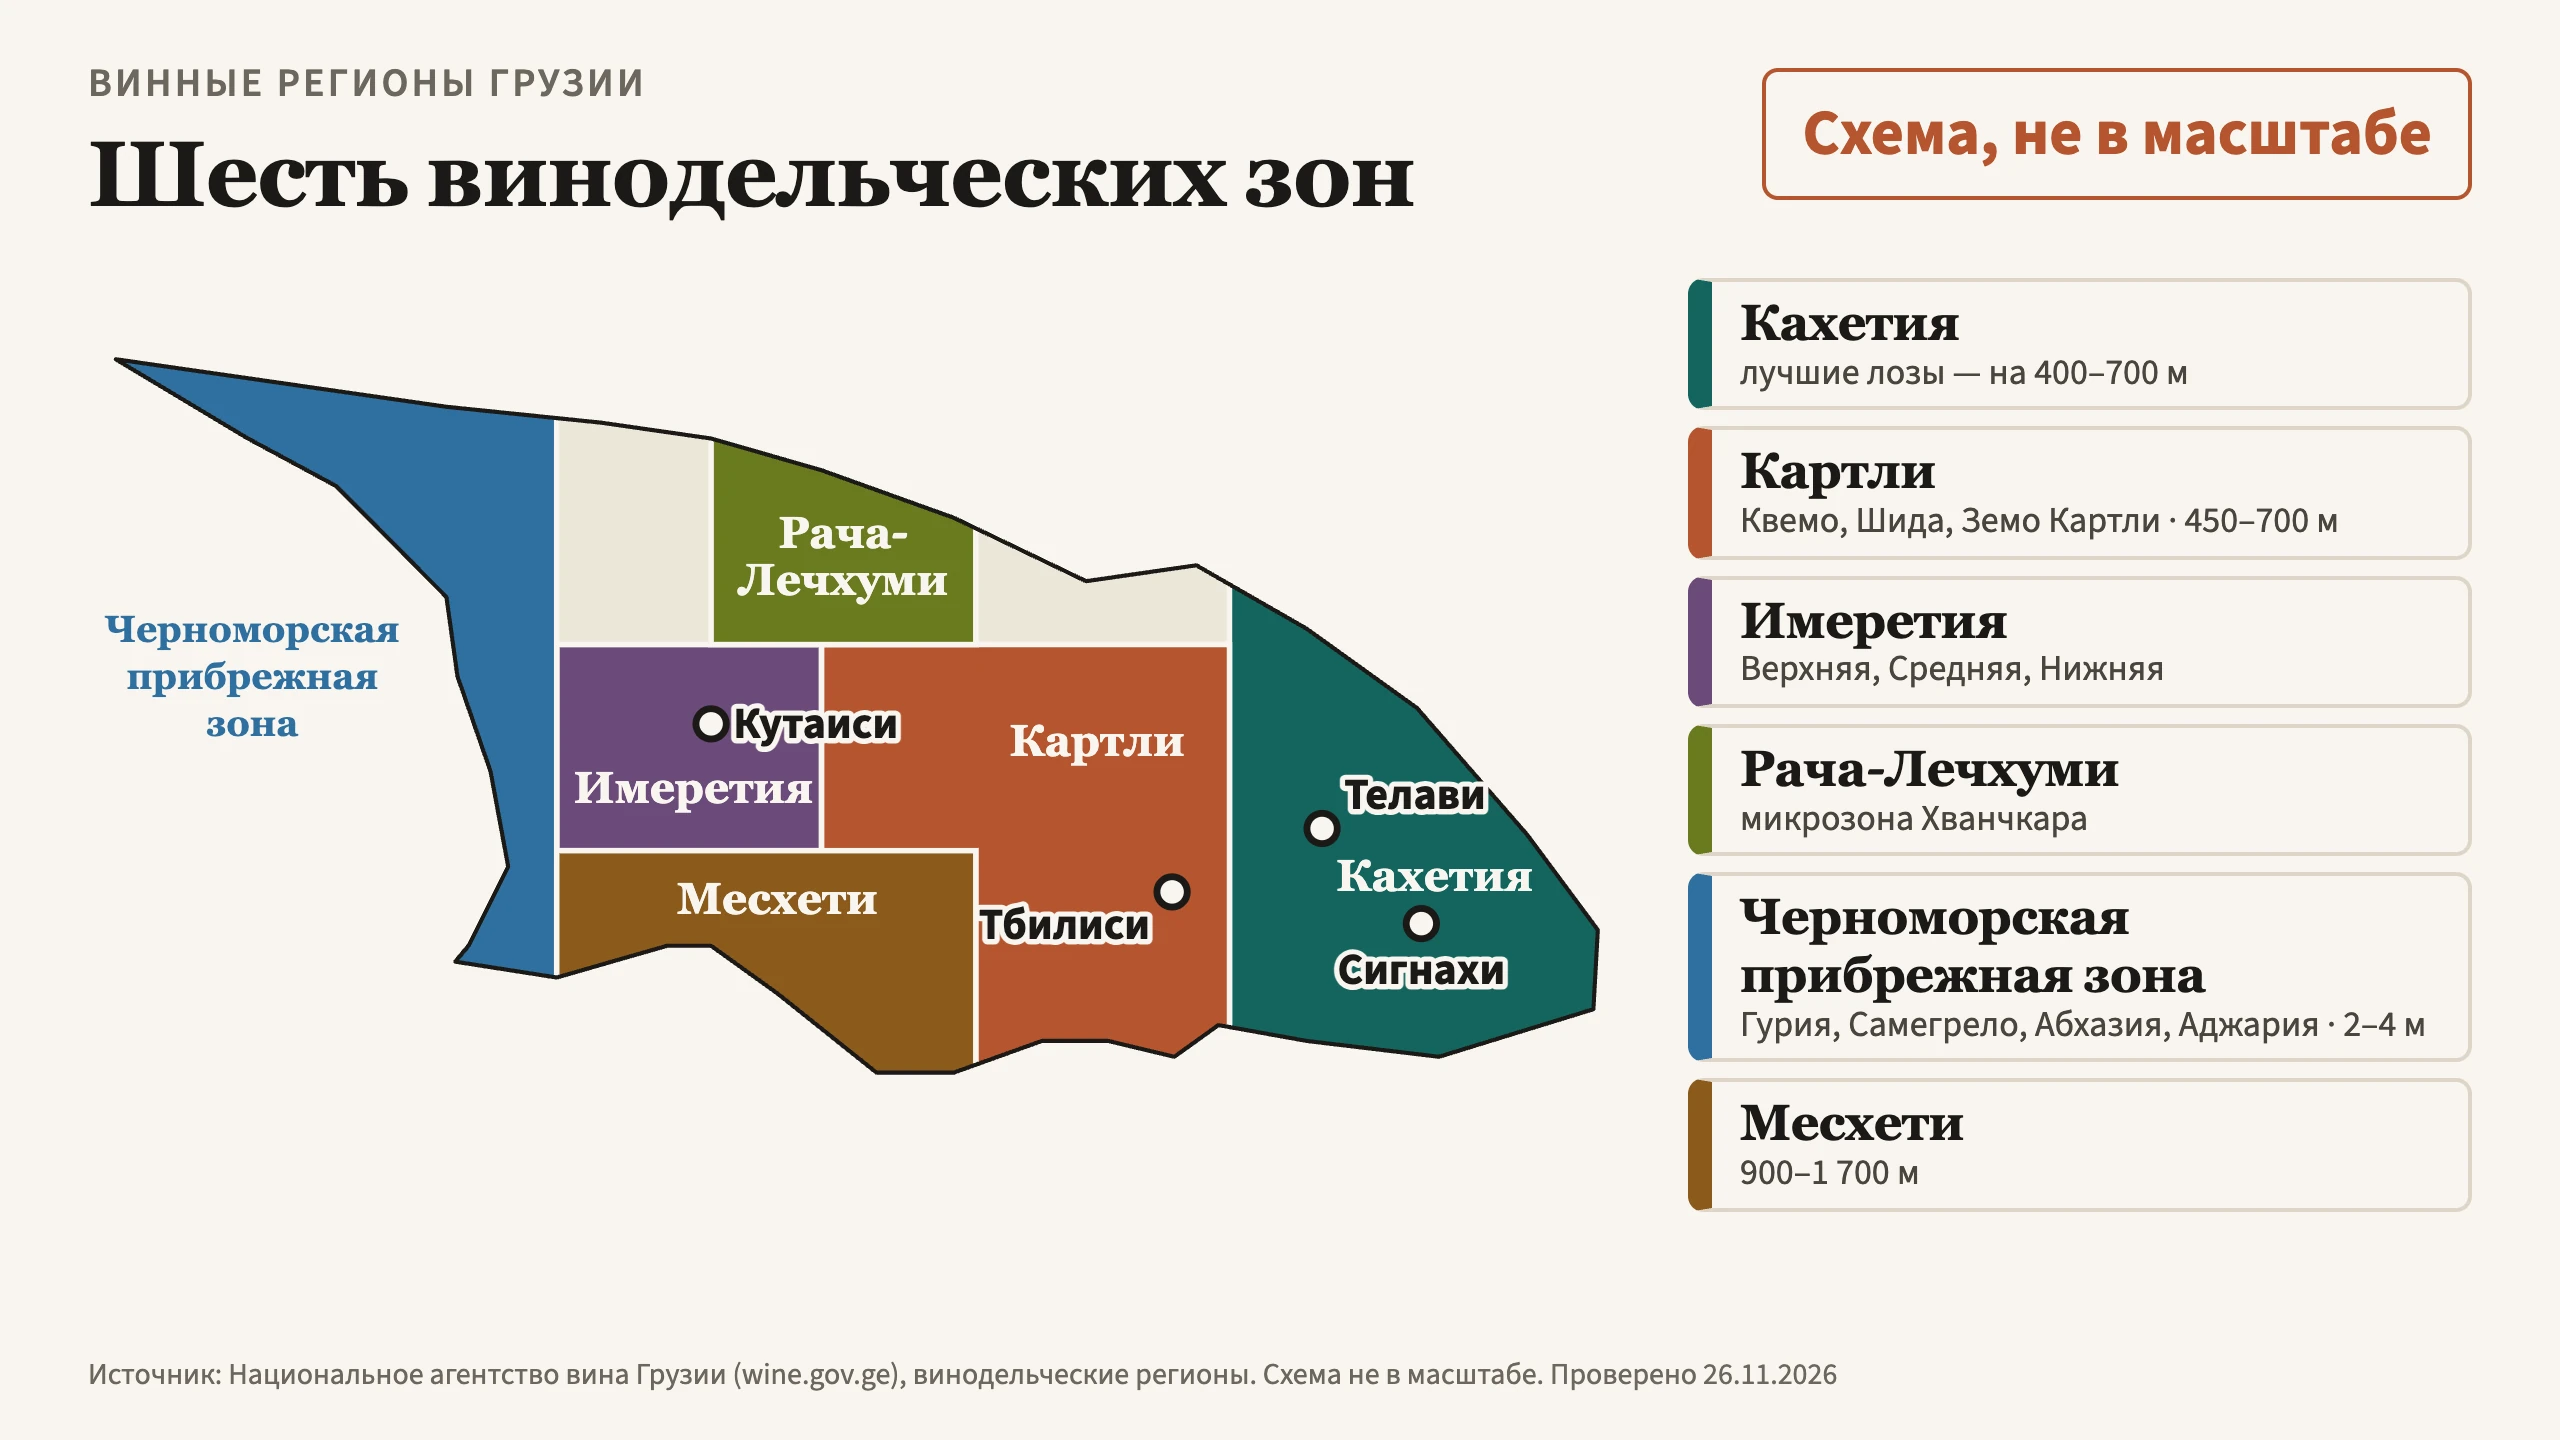 ВИННЫЕ РЕГИОНЫ ГРУЗИИ
Шесть винодельческих зон
Схема, не в масштабе
Рача-
Лечхуми
Черноморская
прибрежная
зона
Кутаиси
Имеретия
Картли
Месхети
Тбилиси
Телави
Кахетия
Сигнахи
Кахетия
лучшие лозы — на 400–700 м
Картли
Квемо, Шида, Земо Картли · 450–700 м
Имеретия
Верхняя, Средняя, Нижняя
Рача-Лечхуми
микрозона Хванчкара
Черноморская
прибрежная зона
Гурия, Самегрело, Абхазия, Аджария · 2–4 м
Месхети
900–1 700 м
Источник: Национальное агентство вина Грузии (wine.gov.ge), винодельческие регионы. Схема не в масштабе. Проверено 26.11.2026